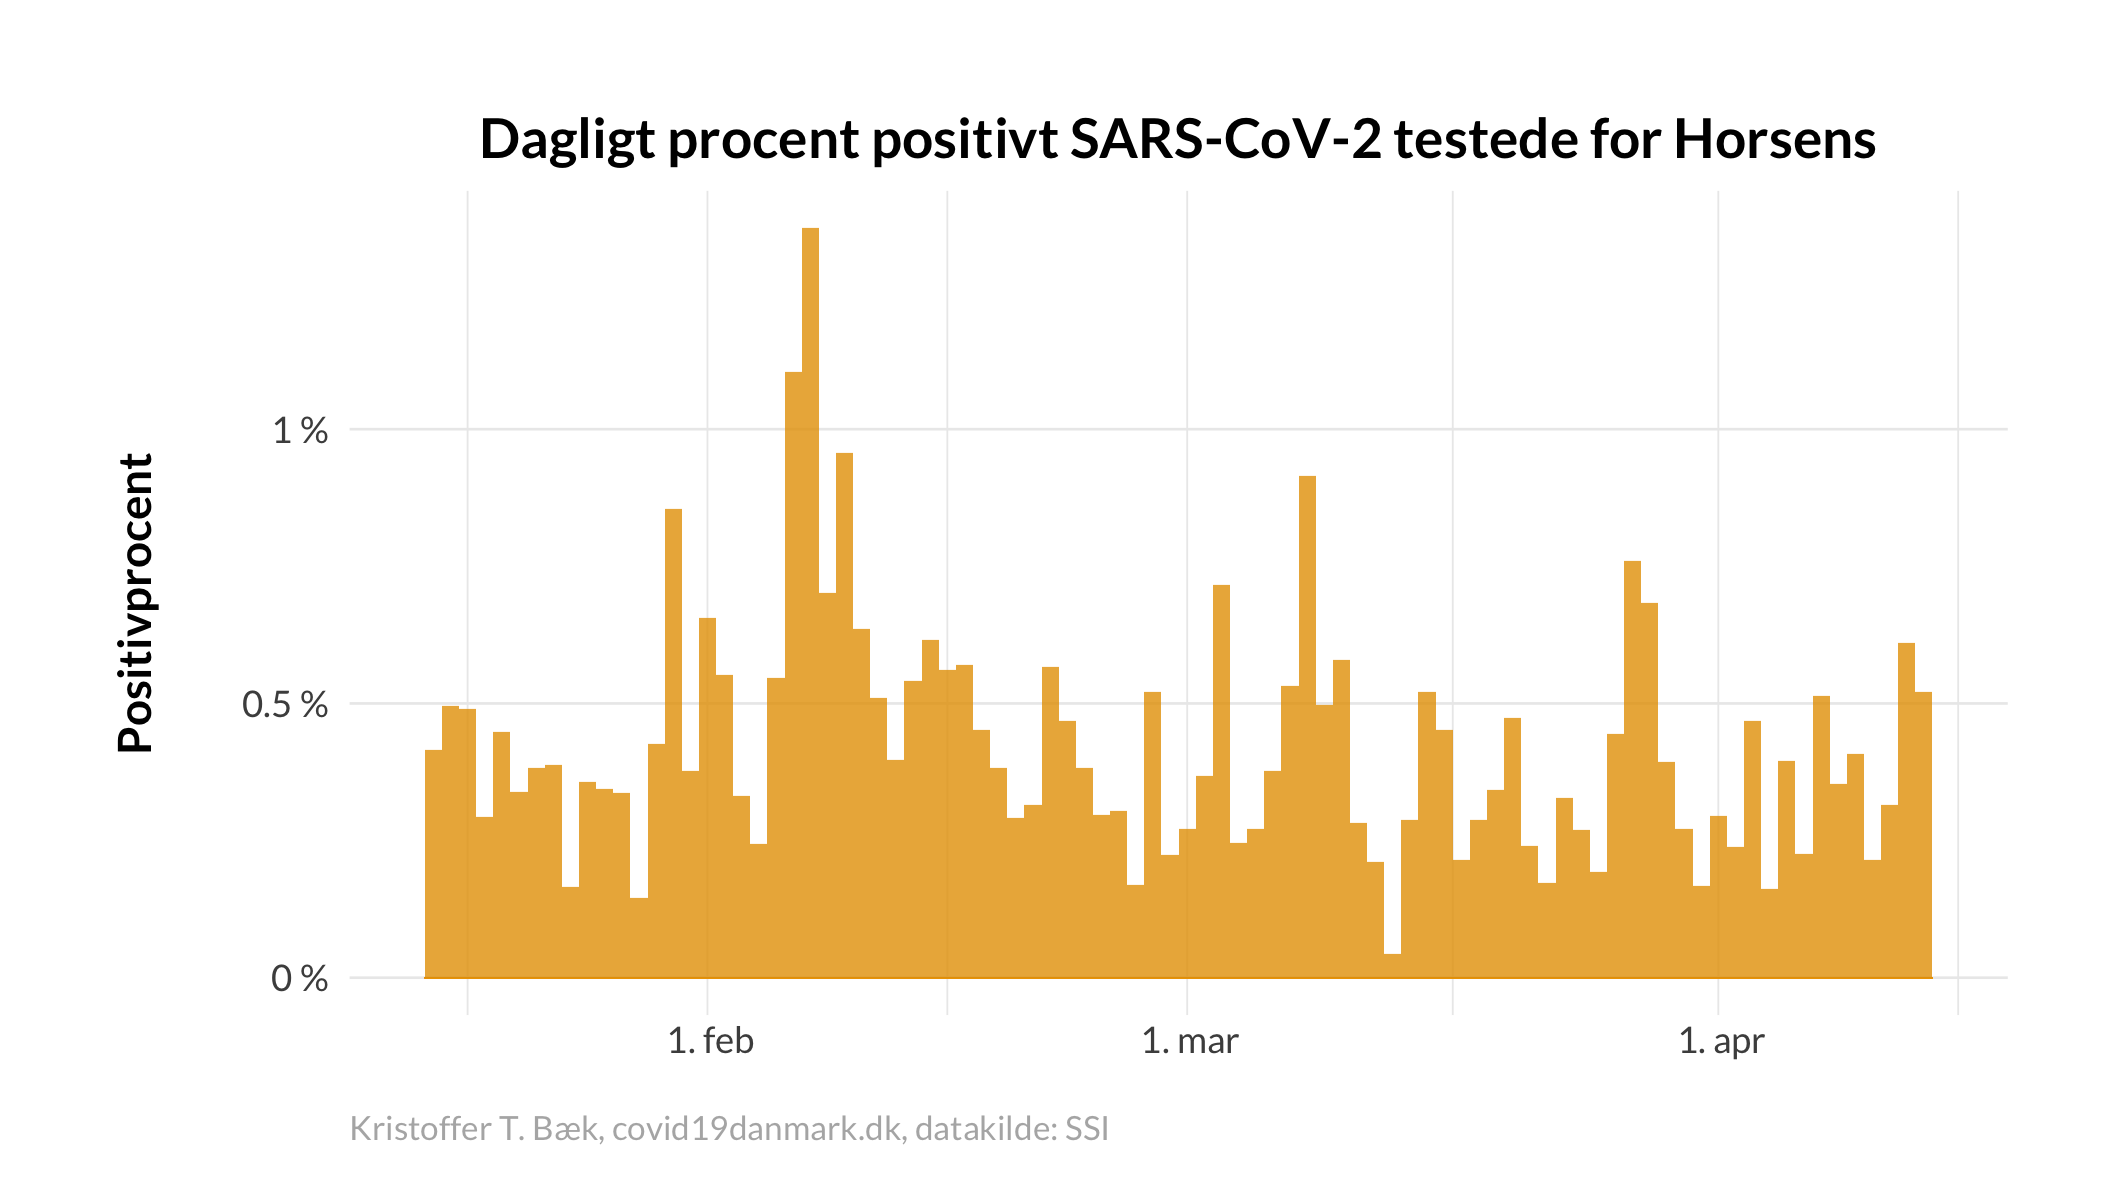 Dagligt procent positivt SARS-CoV-2 testede for Horsens
Positivprocent
1 %
0.5 %
0 %
1. feb
1. mar
1. apr
Kristoffer T. Bæk, covid19danmark.dk, datakilde: SSI